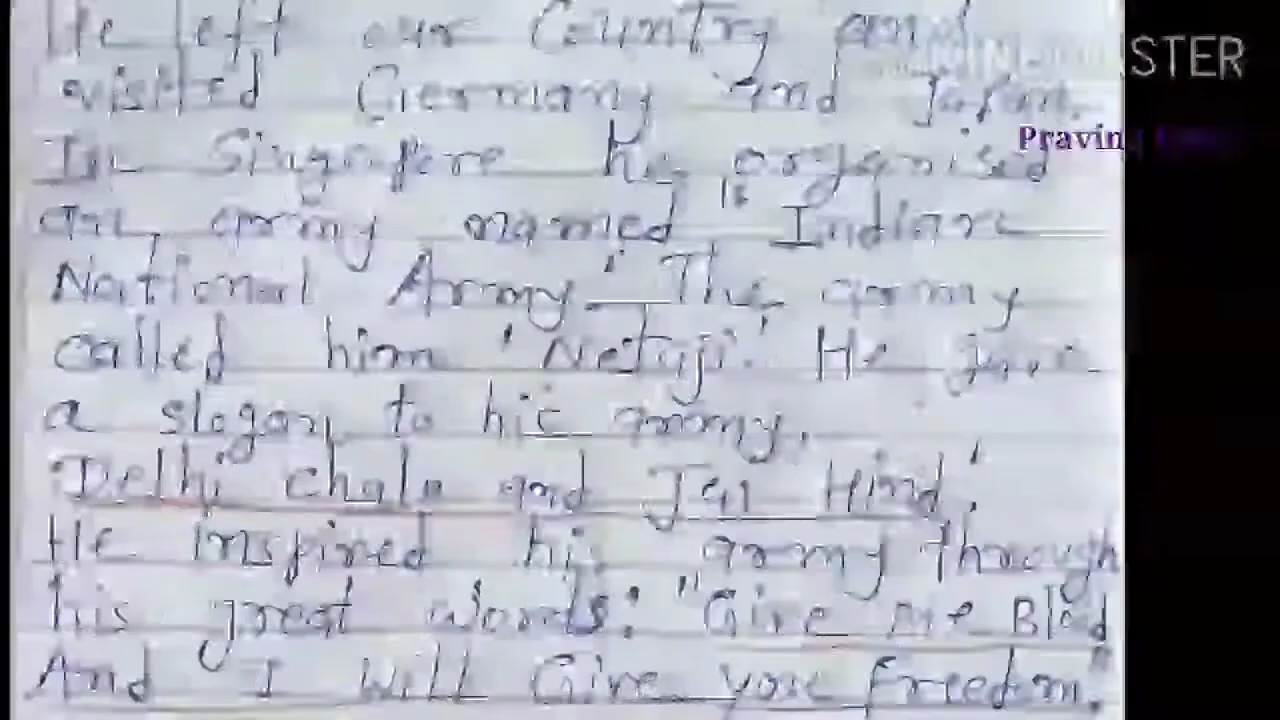 He left our Country and
visited Germany and Japan.
In Singapore he organised
an army named " Indian
National Army.' The army
called him 'Netaji.' He gave
a slogan to his army.
'Delhi chalo and Jai Hind.'
He inspired his army through
his great words: "Give me Blood
And I will Give you freedom."
Pravin